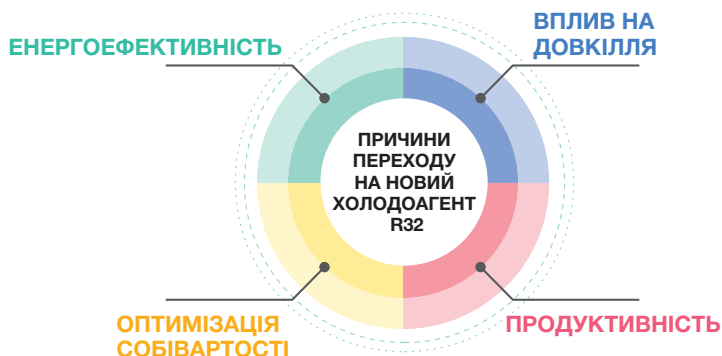 ЕНЕРГОЕФЕКТИВНІСТЬ
ВПЛИВ НА
ДОВКІЛЛЯ
ПРИЧИНИ
ПЕРЕХОДУ
НА НОВИЙ
ХОЛОДОАГЕНТ
R32
ОПТИМІЗАЦІЯ
СОБІВАРТОСТІ
ПРОДУКТИВНІСТЬ